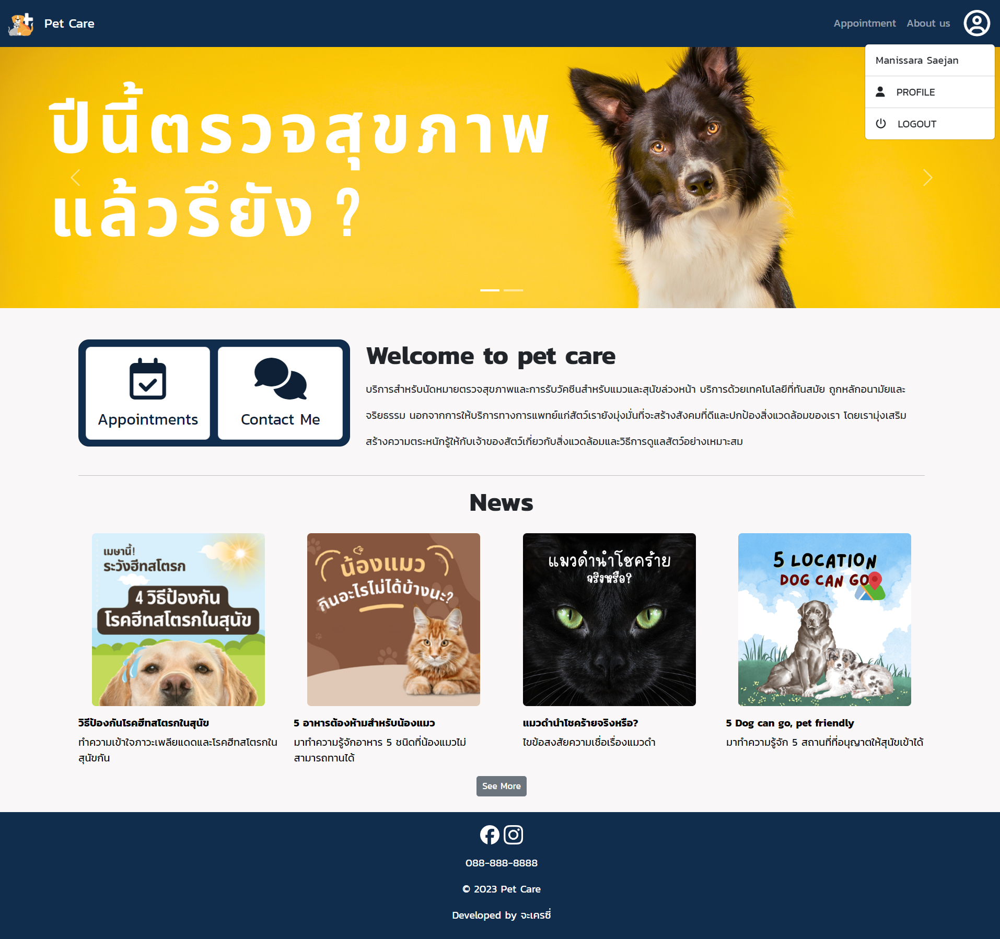 Pet Care
Appointment
About us
Manissara Saejan
PROFILE
LOGOUT
ปีนี้ตรวจสุขภาพ
แล้วรึยัง ?
Appointments
Contact Me
Welcome to pet care
บริการสำหรับนัดหมายตรวจสุขภาพและการรับวัคซีนสำหรับแมวและสุนัขล่วงหน้า บริการด้วยเทคโนโลยีที่ทันสมัย ถูกหลักอนามัยและ
จริยธรรม นอกจากการให้บริการทางการแพทย์แก่สัตว์เรายังมุ่งมั่นที่จะสร้างสังคมที่ดีและปกป้องสิ่งแวดล้อมของเรา โดยเรามุ่งเสริม
สร้างความตระหนักรู้ให้กับเจ้าของสัตว์เกี่ยวกับสิ่งแวดล้อมและวิธีการดูแลสัตว์อย่างเหมาะสม
News
เมษานี้!
ระวังฮีทสโตรก
4 วิธีป้องกัน
โรคฮีทสโตรกในสุนัข
วิธีป้องกันโรคฮีทสโตรกในสุนัข
ทำความเข้าใจภาวะเพลียแดดและโรคฮีทสโตรกใน
สุนัขกัน
น้องแมว
กินอะไรไม่ได้บ้างนะ?
5 อาหารต้องห้ามสำหรับน้องแมว
มาทำความรู้จักอาหาร 5 ชนิดที่น้องแมวไม่
สามารถทานได้
แมวดำนำโชคร้าย
จริงหรือ?
แมวดำนำโชคร้ายจริงหรือ?
ไขข้อสงสัยความเชื่อเรื่องแมวดำ
5 LOCATION
DOG CAN GO
5 Dog can go, pet friendly
มาทำความรู้จัก 5 สถานที่ที่อนุญาตให้สุนัขเข้าได้
See More
088-888-8888
© 2023 Pet Care
Developed by จะเครซี่